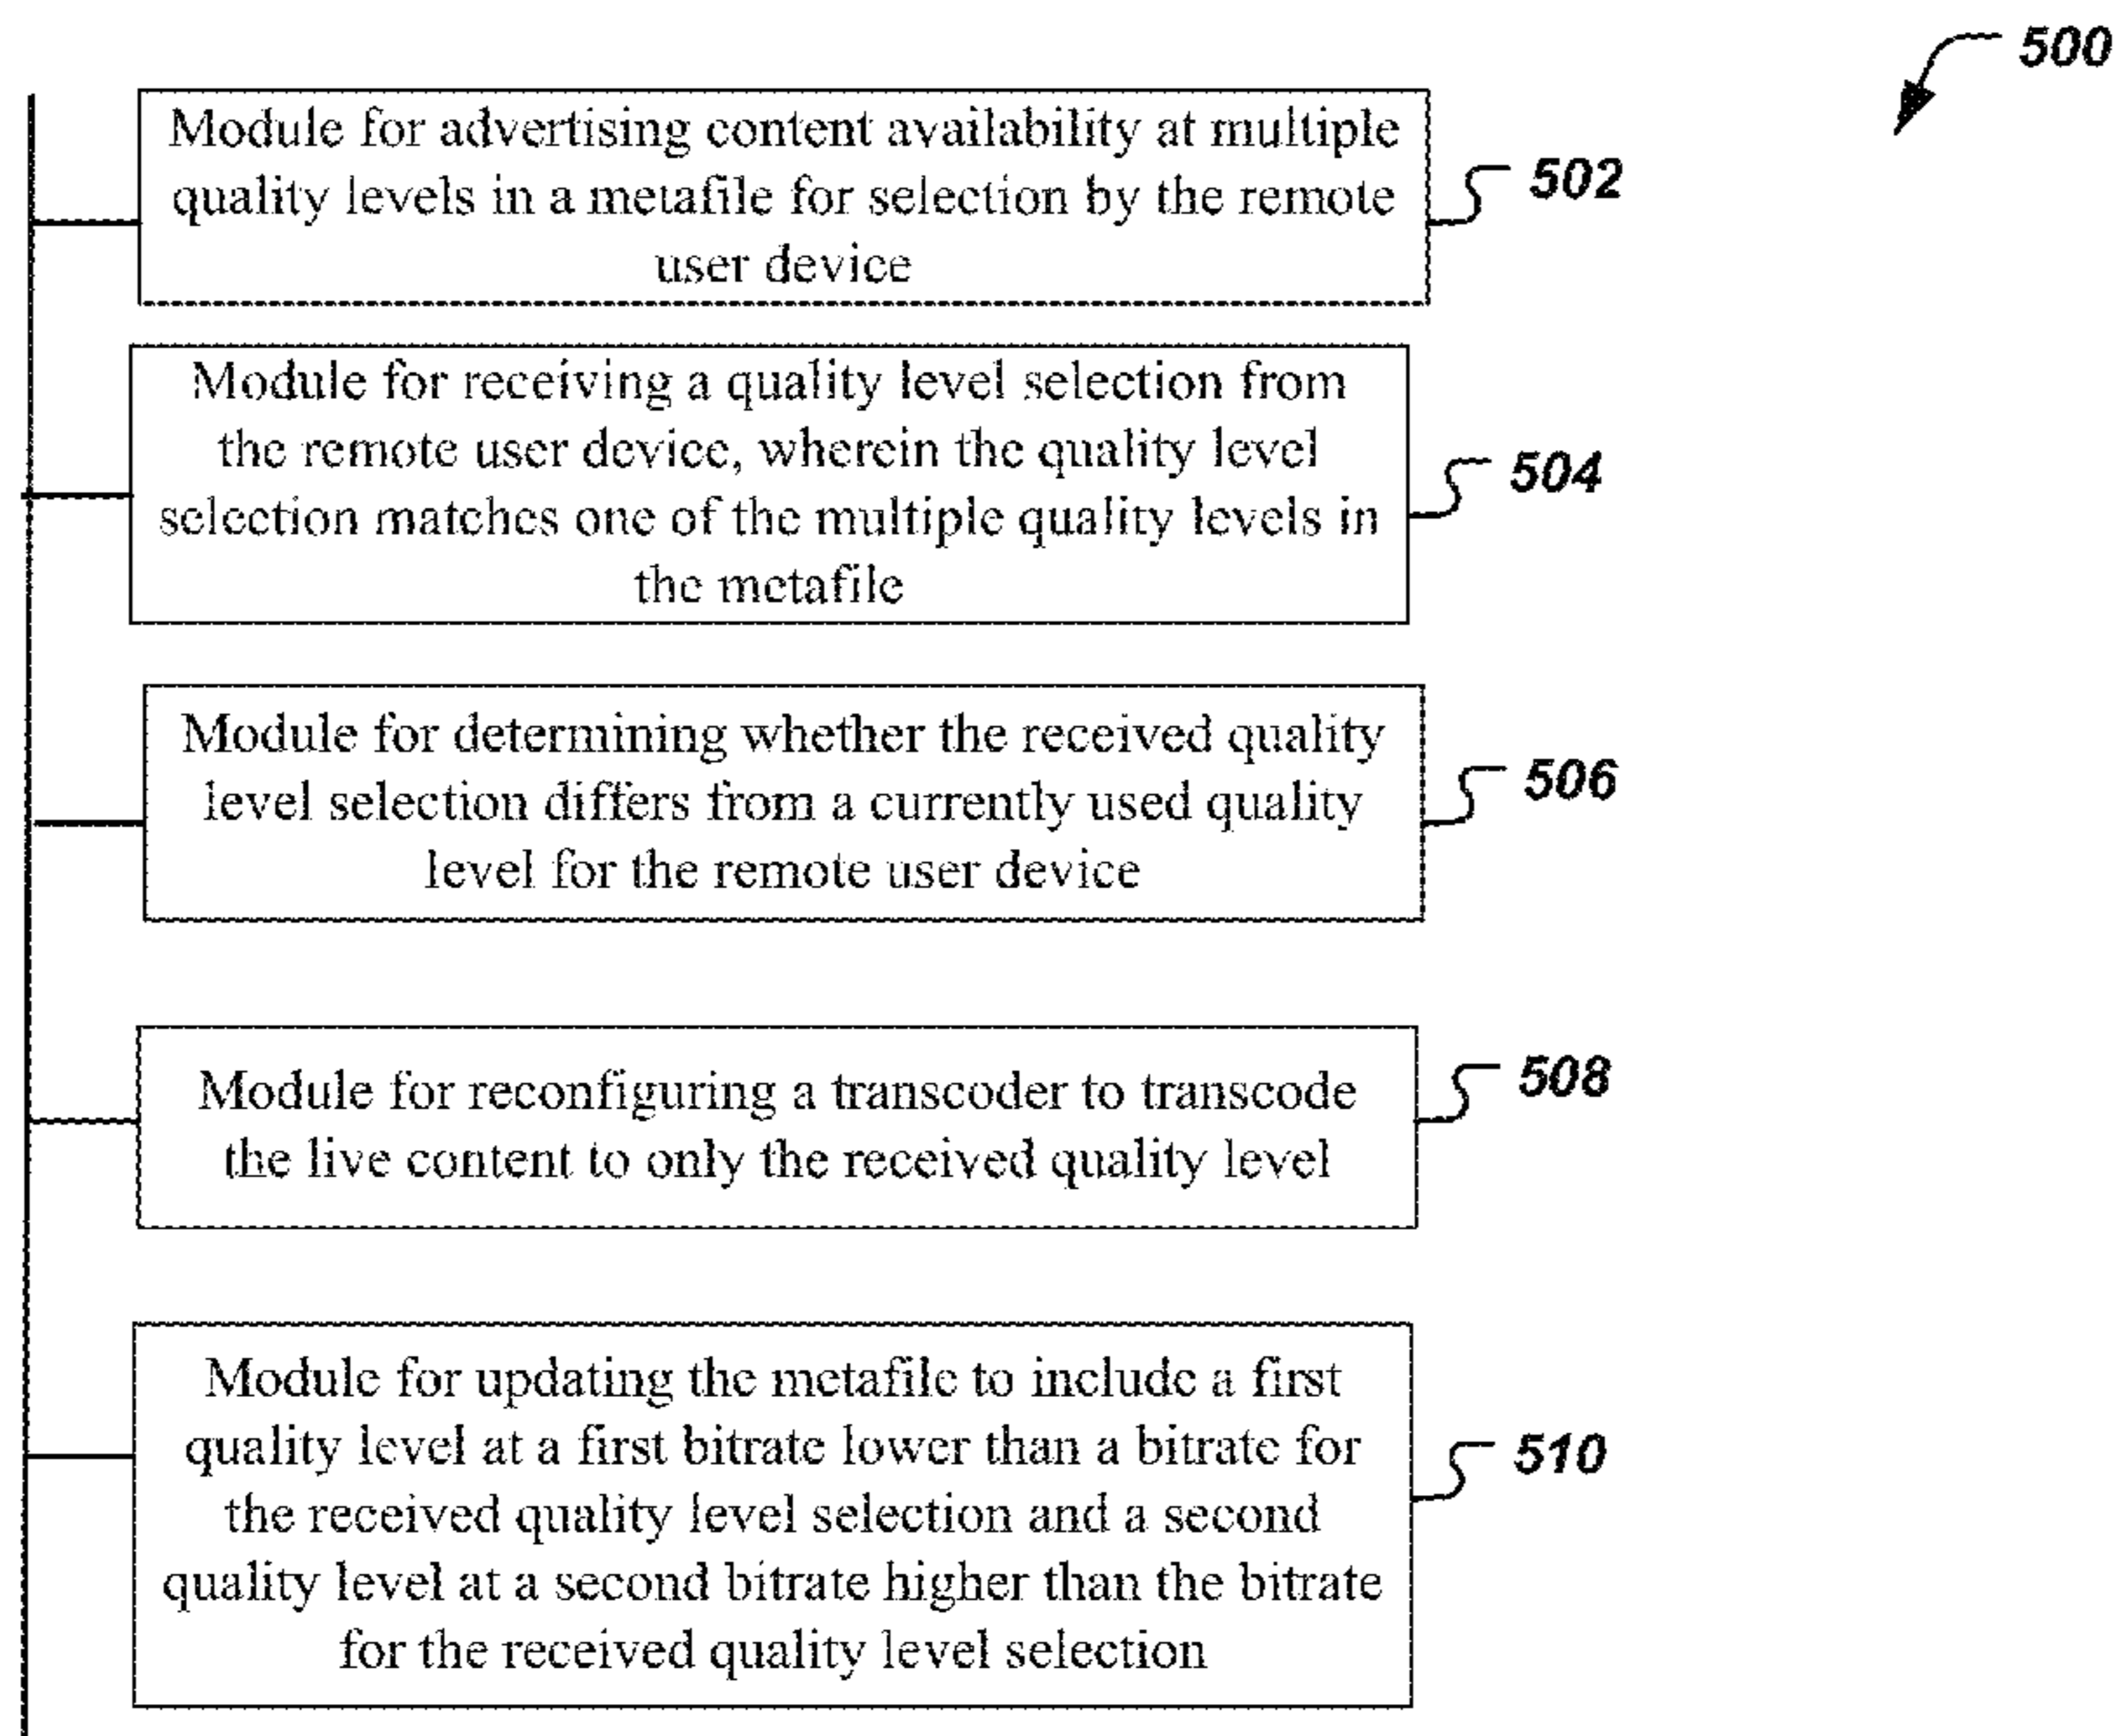 500
Module for advertising content availability at multiple
quality levels in a metafile for selection by the remote
user device
502
Module for receiving a quality level selection from
the remote user device, wherein the quality level
selection matches one of the multiple quality levels in
the metafile
504
Module for determining whether the received quality
level selection differs from a currently used quality
level for the remote user device
506
Module for reconfiguring a transcoder to transcode
the live content to only the received quality level
508
Module for updating the metafile to include a first
quality level at a first bitrate lower than a bitrate for
the received quality level selection and a second
quality level at a second bitrate higher than the bitrate
for the received quality level selection
510